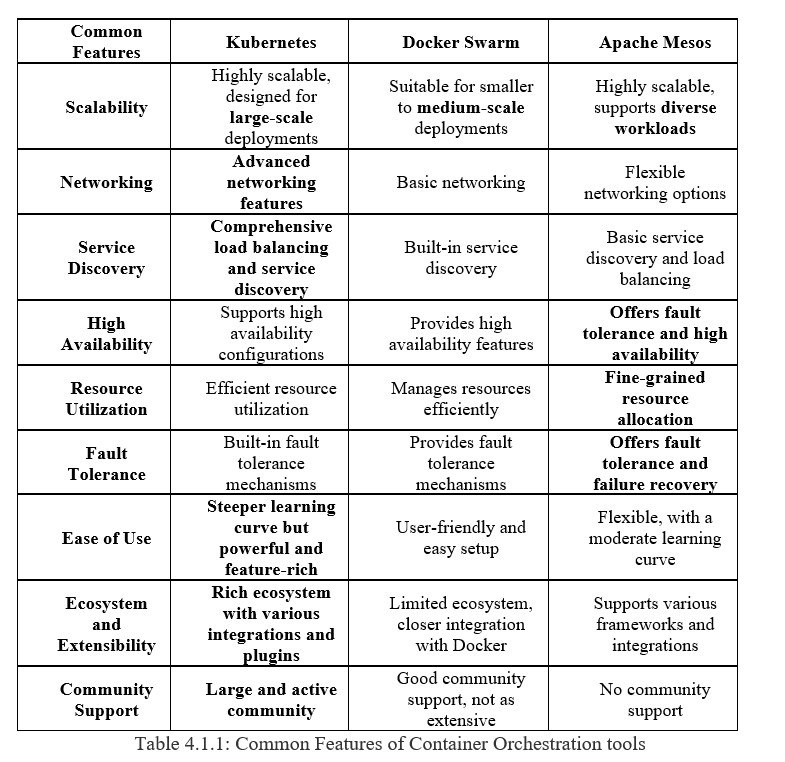 Common
Features
Kubernetes
Docker Swarm
Apache Mesos
Scalability
Highly scalable,
designed for
large-scale
deployments
Suitable for smaller
to medium-scale
deployments
Highly scalable,
supports diverse
workloads
Networking
Advanced
networking
features
Basic networking
Flexible
networking options
Service
Discovery
Comprehensive
load balancing
and service
discovery
Built-in service
discovery
Basic service
discovery and load
balancing
High
Availability
Supports high
availability
configurations
Provides high
availability features
Offers fault
tolerance and high
availability
Resource
Utilization
Efficient resource
utilization
Manages resources
efficiently
Fine-grained
resource
allocation
Fault
Tolerance
Built-in fault
tolerance
mechanisms
Provides fault
tolerance
mechanisms
Offers fault
tolerance and
failure recovery
Ease of Use
Steeper learning
curve but
powerful and
feature-rich
User-friendly and
easy setup
Flexible, with a
moderate learning
curve
Ecosystem
and
Extensibility
Rich ecosystem
with various
integrations and
plugins
Limited ecosystem,
closer integration
with Docker
Supports various
frameworks and
integrations
Community
Support
Large and active
community
Good community
support, not as
extensive
No community
support
Table 4.1.1: Common Features of Container Orchestration tools